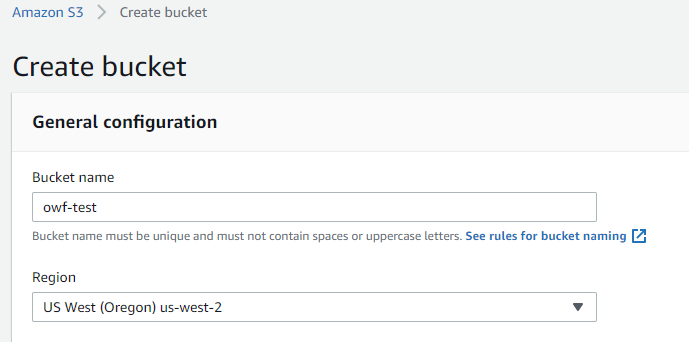 Amazon S3 > Create bucket
Create bucket
General configuration
Bucket name
owf-test
Bucket name must be unique and must not contain spaces or uppercase letters. See rules for bucket naming
Region
US West (Oregon) us-west-2